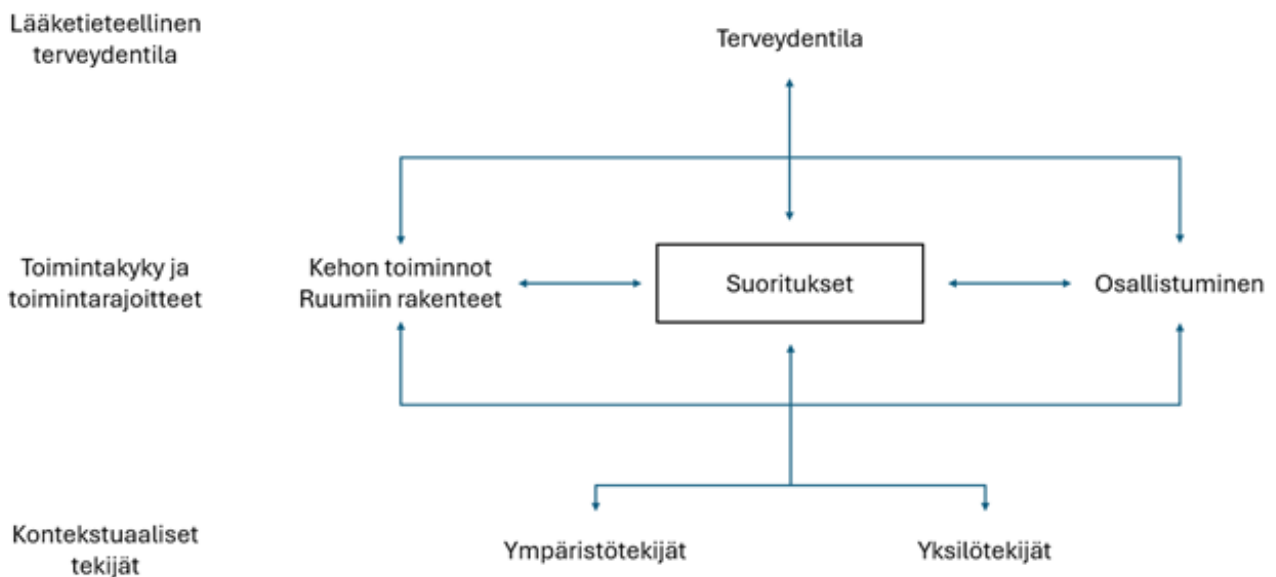 Lääketieteellinen
terveydentila
Terveydentila
Toimintakyky ja
toimintarajoitteet
Kehon toiminnot
Ruumiin rakenteet
Suoritukset
Osallistuminen
Kontekstuaaliset
tekijät
Ympäristötekijät
Yksilötekijät